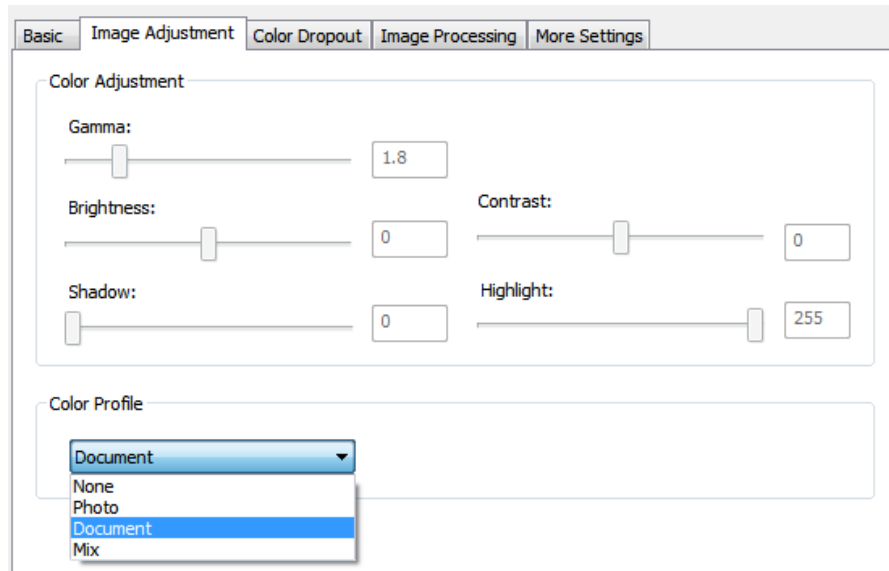 Basic Image Adjustment Color Dropout Image Processing More Settings
Color Adjustment
Gamma:
1.8
Brightness:
0
Contrast:
0
Shadow:
0
Highlight:
255
Color Profile
Document
None
Photo
Document
Mix